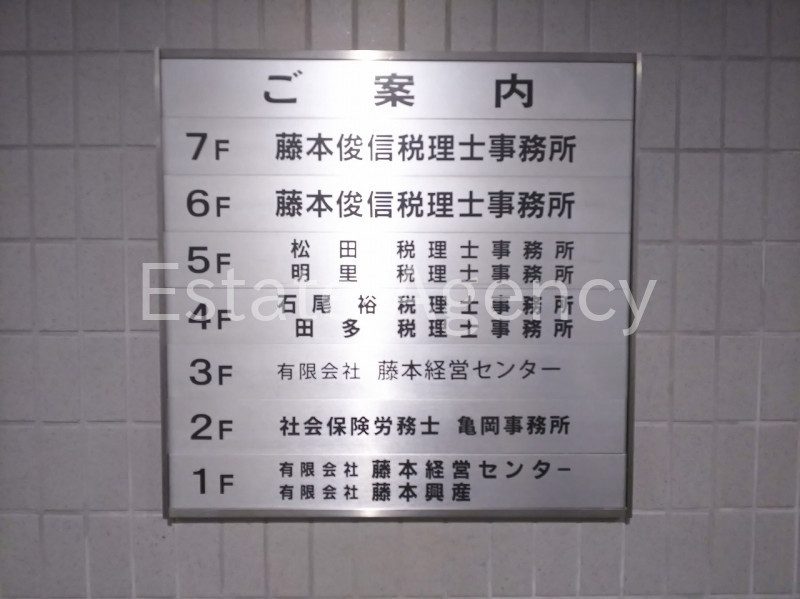 ご案内
7F 藤本俊信税理士事務所
6F 藤本俊信税理士事務所
5F 松田 税理士事務所
明里 税理士事務所
4F 石尾 裕 税理士事務所
田多 税理士事務所
3F 有限会社 藤本経営センター
2F 社会保険労務士 亀岡事務所
1F 有限会社 藤本経営センター
有限会社 藤本興産
Estate Agency